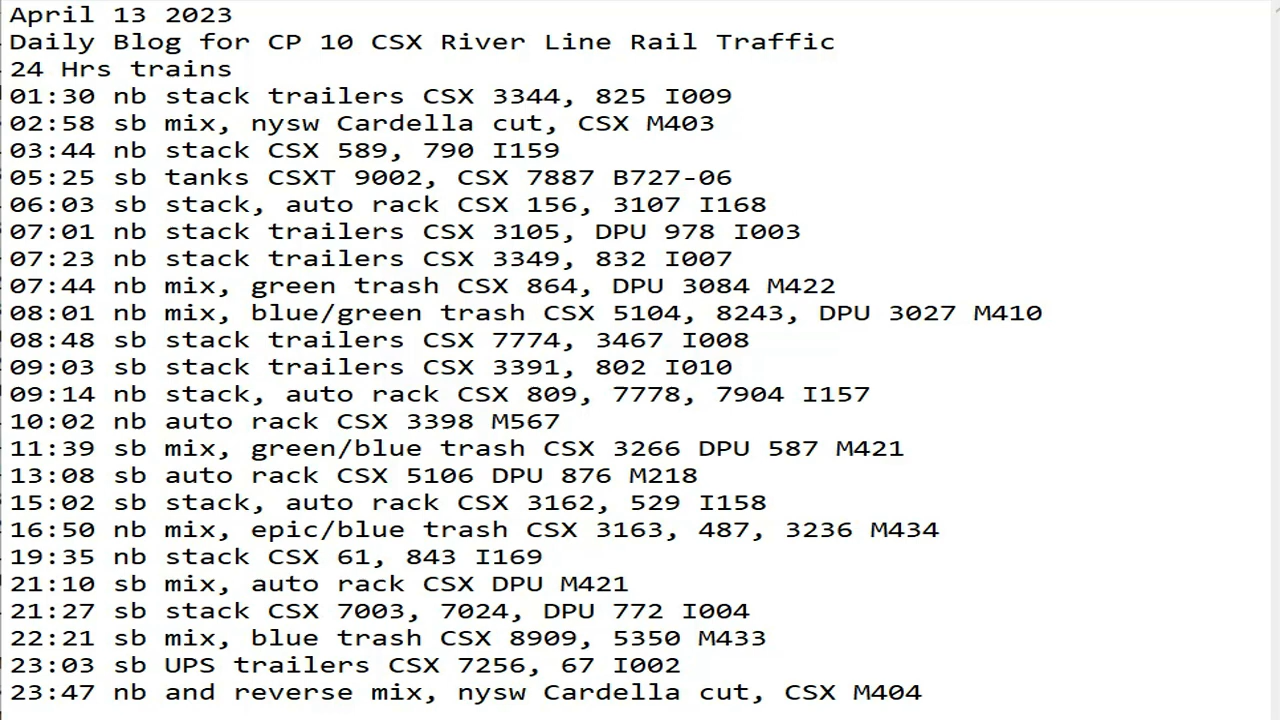 April 13 2023
Daily Blog for CP 10 CSX River Line Rail Traffic
24 Hrs trains
01:30 nb stack trailers CSX 3344, 825 I009
02:58 sb mix, nysw Cardella cut, CSX M403
03:44 nb stack CSX 589, 790 I159
05:25 sb tanks CSXT 9002, CSX 7887 B727-06
06:03 sb stack, auto rack CSX 156, 3107 I168
07:01 nb stack trailers CSX 3105, DPU 978 I003
07:23 nb stack trailers CSX 3349, 832 I007
07:44 nb mix, green trash CSX 864, DPU 3084 M422
08:01 nb mix, blue/green trash CSX 5104, 8243, DPU 3027 M410
08:48 sb stack trailers CSX 7774, 3467 I008
09:03 sb stack trailers CSX 3391, 802 I010
09:14 nb stack, auto rack CSX 809, 7778, 7904 I157
10:02 nb auto rack CSX 3398 M567
11:39 sb mix, green/blue trash CSX 3266 DPU 587 M421
13:08 sb auto rack CSX 5106 DPU 876 M218
15:02 sb stack, auto rack CSX 3162, 529 I158
16:50 nb mix, epic/blue trash CSX 3163, 487, 3236 M434
19:35 nb stack CSX 61, 843 I169
21:10 sb mix, auto rack CSX DPU M421
21:27 sb stack CSX 7003, 7024, DPU 772 I004
22:21 sb mix, blue trash CSX 8909, 5350 M433
23:03 sb UPS trailers CSX 7256, 67 I002
23:47 nb and reverse mix, nysw Cardella cut, CSX M404